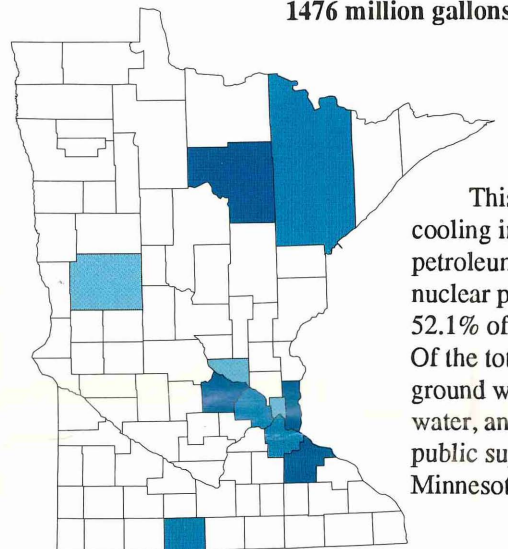 1476 million gallons
This
cooling in
petroleum
nuclear p
52.1% of
Of the tot
ground w
water, an
public su
Minnesot